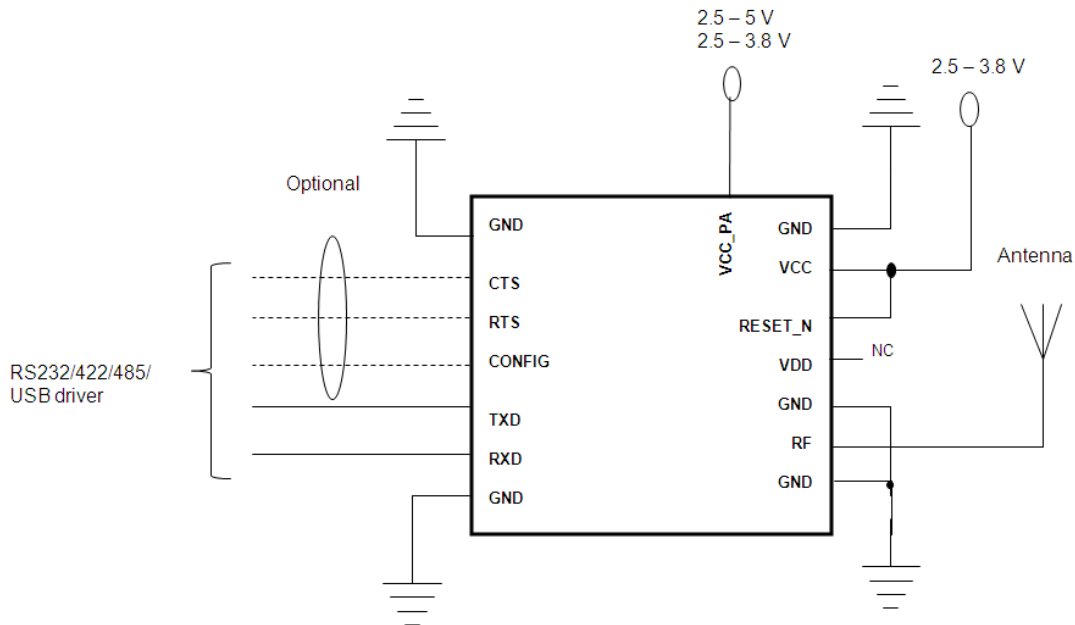 2.5 – 5 V
2.5 – 3.8 V
2.5 – 3.8 V
Optional
GND
CTS
RTS
CONFIG
TXD
RXD
GND
RS232/422/485/
USB driver
VCC_PA
GND
VCC
RESET_N
VDD
GND
RF
GND
NC
Antenna